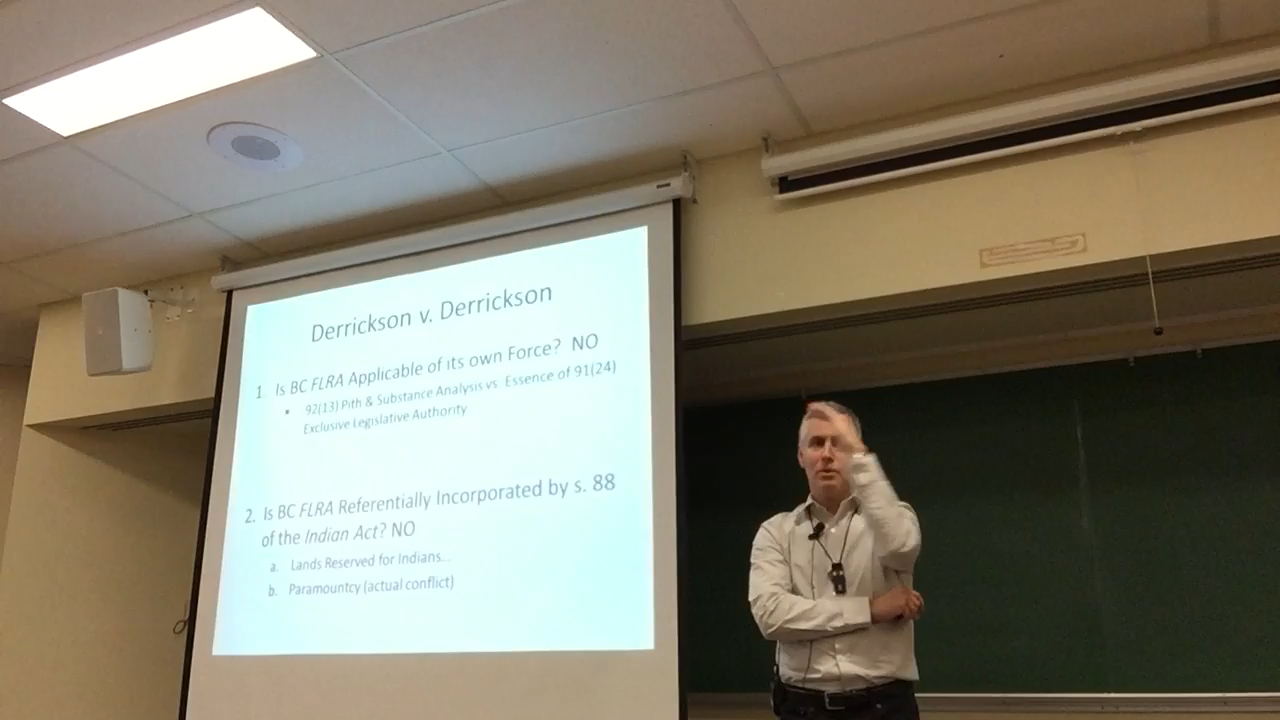 Derrickson v. Derrickson
1. Is BC FLRA Applicable of its own Force? NO
▪ 92(13) Pith & Substance Analysis vs. Essence of 91(24)
Exclusive Legislative Authority
2. Is BC FLRA Referentially Incorporated by s. 88
of the Indian Act? NO
a. Lands Reserved for Indians...
b. Paramountcy (actual conflict)